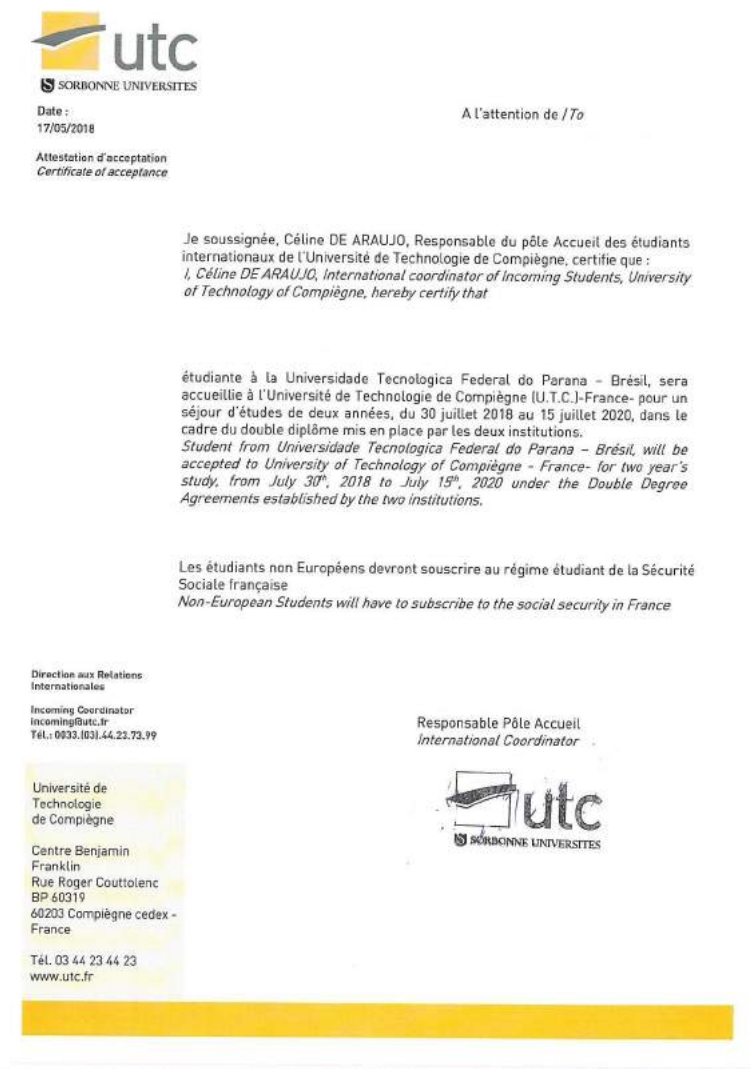 utc
SORBONNE UNIVERSITES
Date :
17/05/2018
A l'attention de / To
Attestation d'acceptation
Certificate of acceptance
Je soussignée, Céline DE ARAUJO, Responsable du pôle Accueil des étudiants
internationaux de l'Université de Technologie de Compiègne, certifie que :
I, Céline DE ARAUJO, International coordinator of Incoming Students, University
of Technology of Compiègne, hereby certify that
étudiante à la Universidade Tecnologica Federal do Parana – Brésil, sera
accueillie à l'Université de Technologie de Compiègne (U.T.C.)-France- pour un
séjour d'études de deux années, du 30 juillet 2018 au 15 juillet 2020, dans le
cadre du double diplôme mis en place par les deux institutions.
Student from Universidade Tecnologica Federal do Parana – Brésil, will be
accepted to University of Technology of Compiègne - France- for two year's
study, from July 30th, 2018 to July 15th, 2020 under the Double Degree
Agreements established by the two institutions.
Les étudiants non Européens devront souscrire au régime étudiant de la Sécurité
Sociale française
Non-European Students will have to subscribe to the social security in France
Direction aux Relations
Internationales
Incoming Coordinator
incoming@utc.fr
Tél.: 0033.(03).44.23.73.99
Responsable Pôle Accueil
International Coordinator
utc
SORBONNE UNIVERSITES
Université de
Technologie
de Compiègne
Centre Benjamin
Franklin
Rue Roger Couttolenc
BP 60319
60203 Compiègne cedex -
France
Tél. 03 44 23 44 23
www.utc.fr